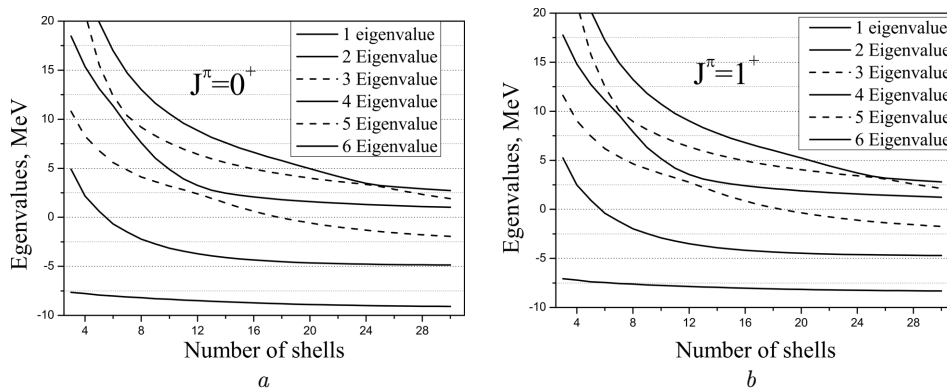 20
15
10
5
0
-5
-10
4 8 12 16 20 24 28
Egenvalues, MeV
Number of shells
J^π=0^+
1 eigenvalue
2 Eigenvalue
3 Eigenvalue
4 Eigenvalue
5 Eigenvalue
6 Eigenvalue
a
20
15
10
5
0
-5
-10
4 8 12 16 20 24 28
Egenvalues, MeV
Number of shells
J^π=1^+
1 eigenvalue
2 Eigenvalue
3 Eigenvalue
4 Eigenvalue
5 Eigenvalue
6 Eigenvalue
b